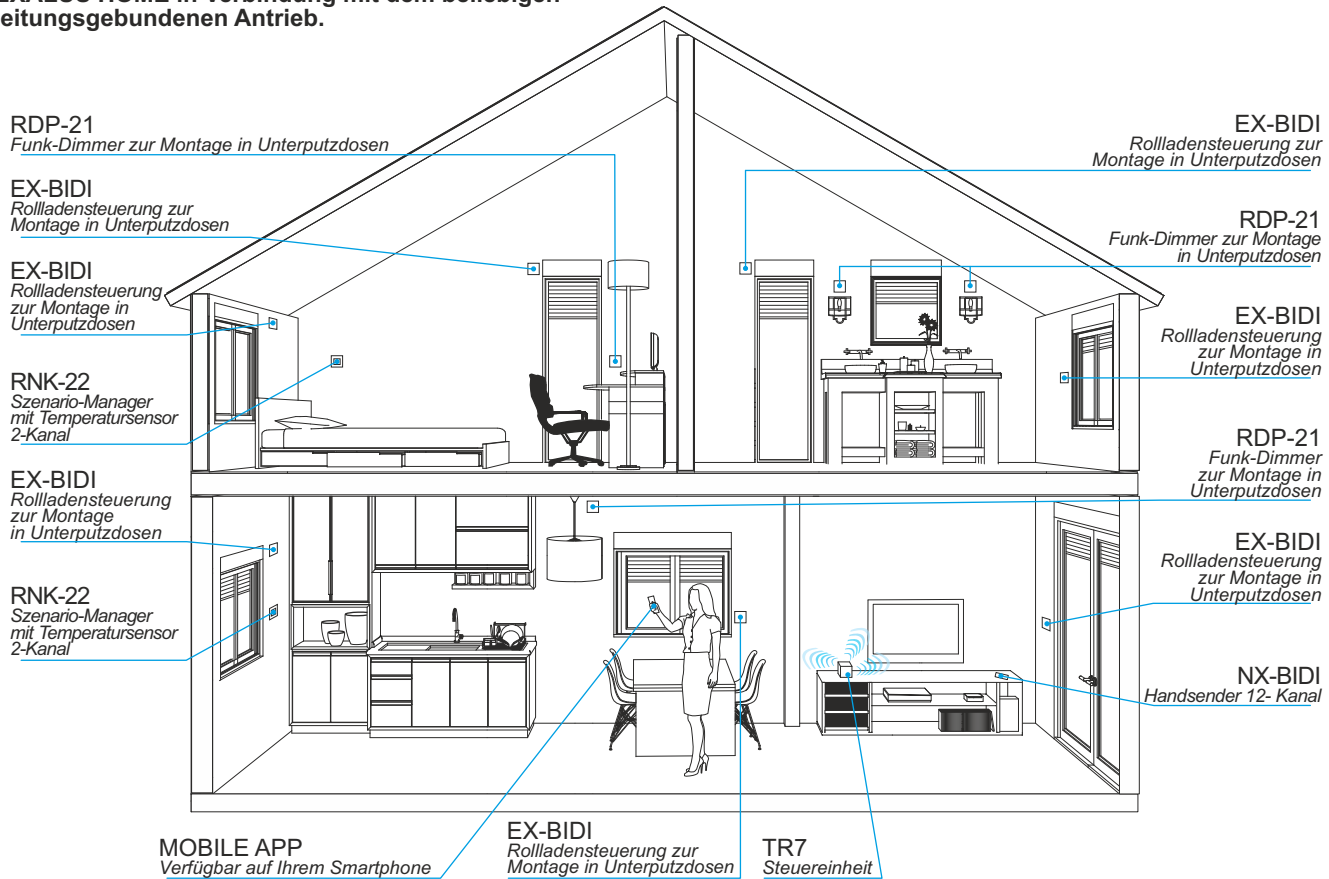 HOME in Verbindung mit dem beliebigen
eitungsgebundenen Antrieb.
RDP-21
Funk-Dimmer zur Montage in Unterputzdosen
EX-BIDI
Rollladensteuerung zur
Montage in Unterputzdosen
EX-BIDI
Rollladensteuerung
zur Montage in
Unterputzdosen
RNK-22
Szenario-Manager
mit Temperatursensor
2-Kanal
EX-BIDI
Rollladensteuerung
zur Montage
in Unterputzdosen
RNK-22
Szenario-Manager
mit Temperatursensor
2-Kanal
EX-BIDI
Rollladensteuerung zur
Montage in Unterputzdosen
RDP-21
Funk-Dimmer zur Montage
in Unterputzdosen
EX-BIDI
Rollladensteuerung
zur Montage in
Unterputzdosen
RDP-21
Funk-Dimmer
zur Montage in
Unterputzdosen
EX-BIDI
Rollladensteuerung
zur Montage in
Unterputzdosen
NX-BIDI
Handsender 12- Kanal
MOBILE APP
Verfügbar auf Ihrem Smartphone
EX-BIDI
Rollladensteuerung zur
Montage in Unterputzdosen
TR7
Steuereinheit